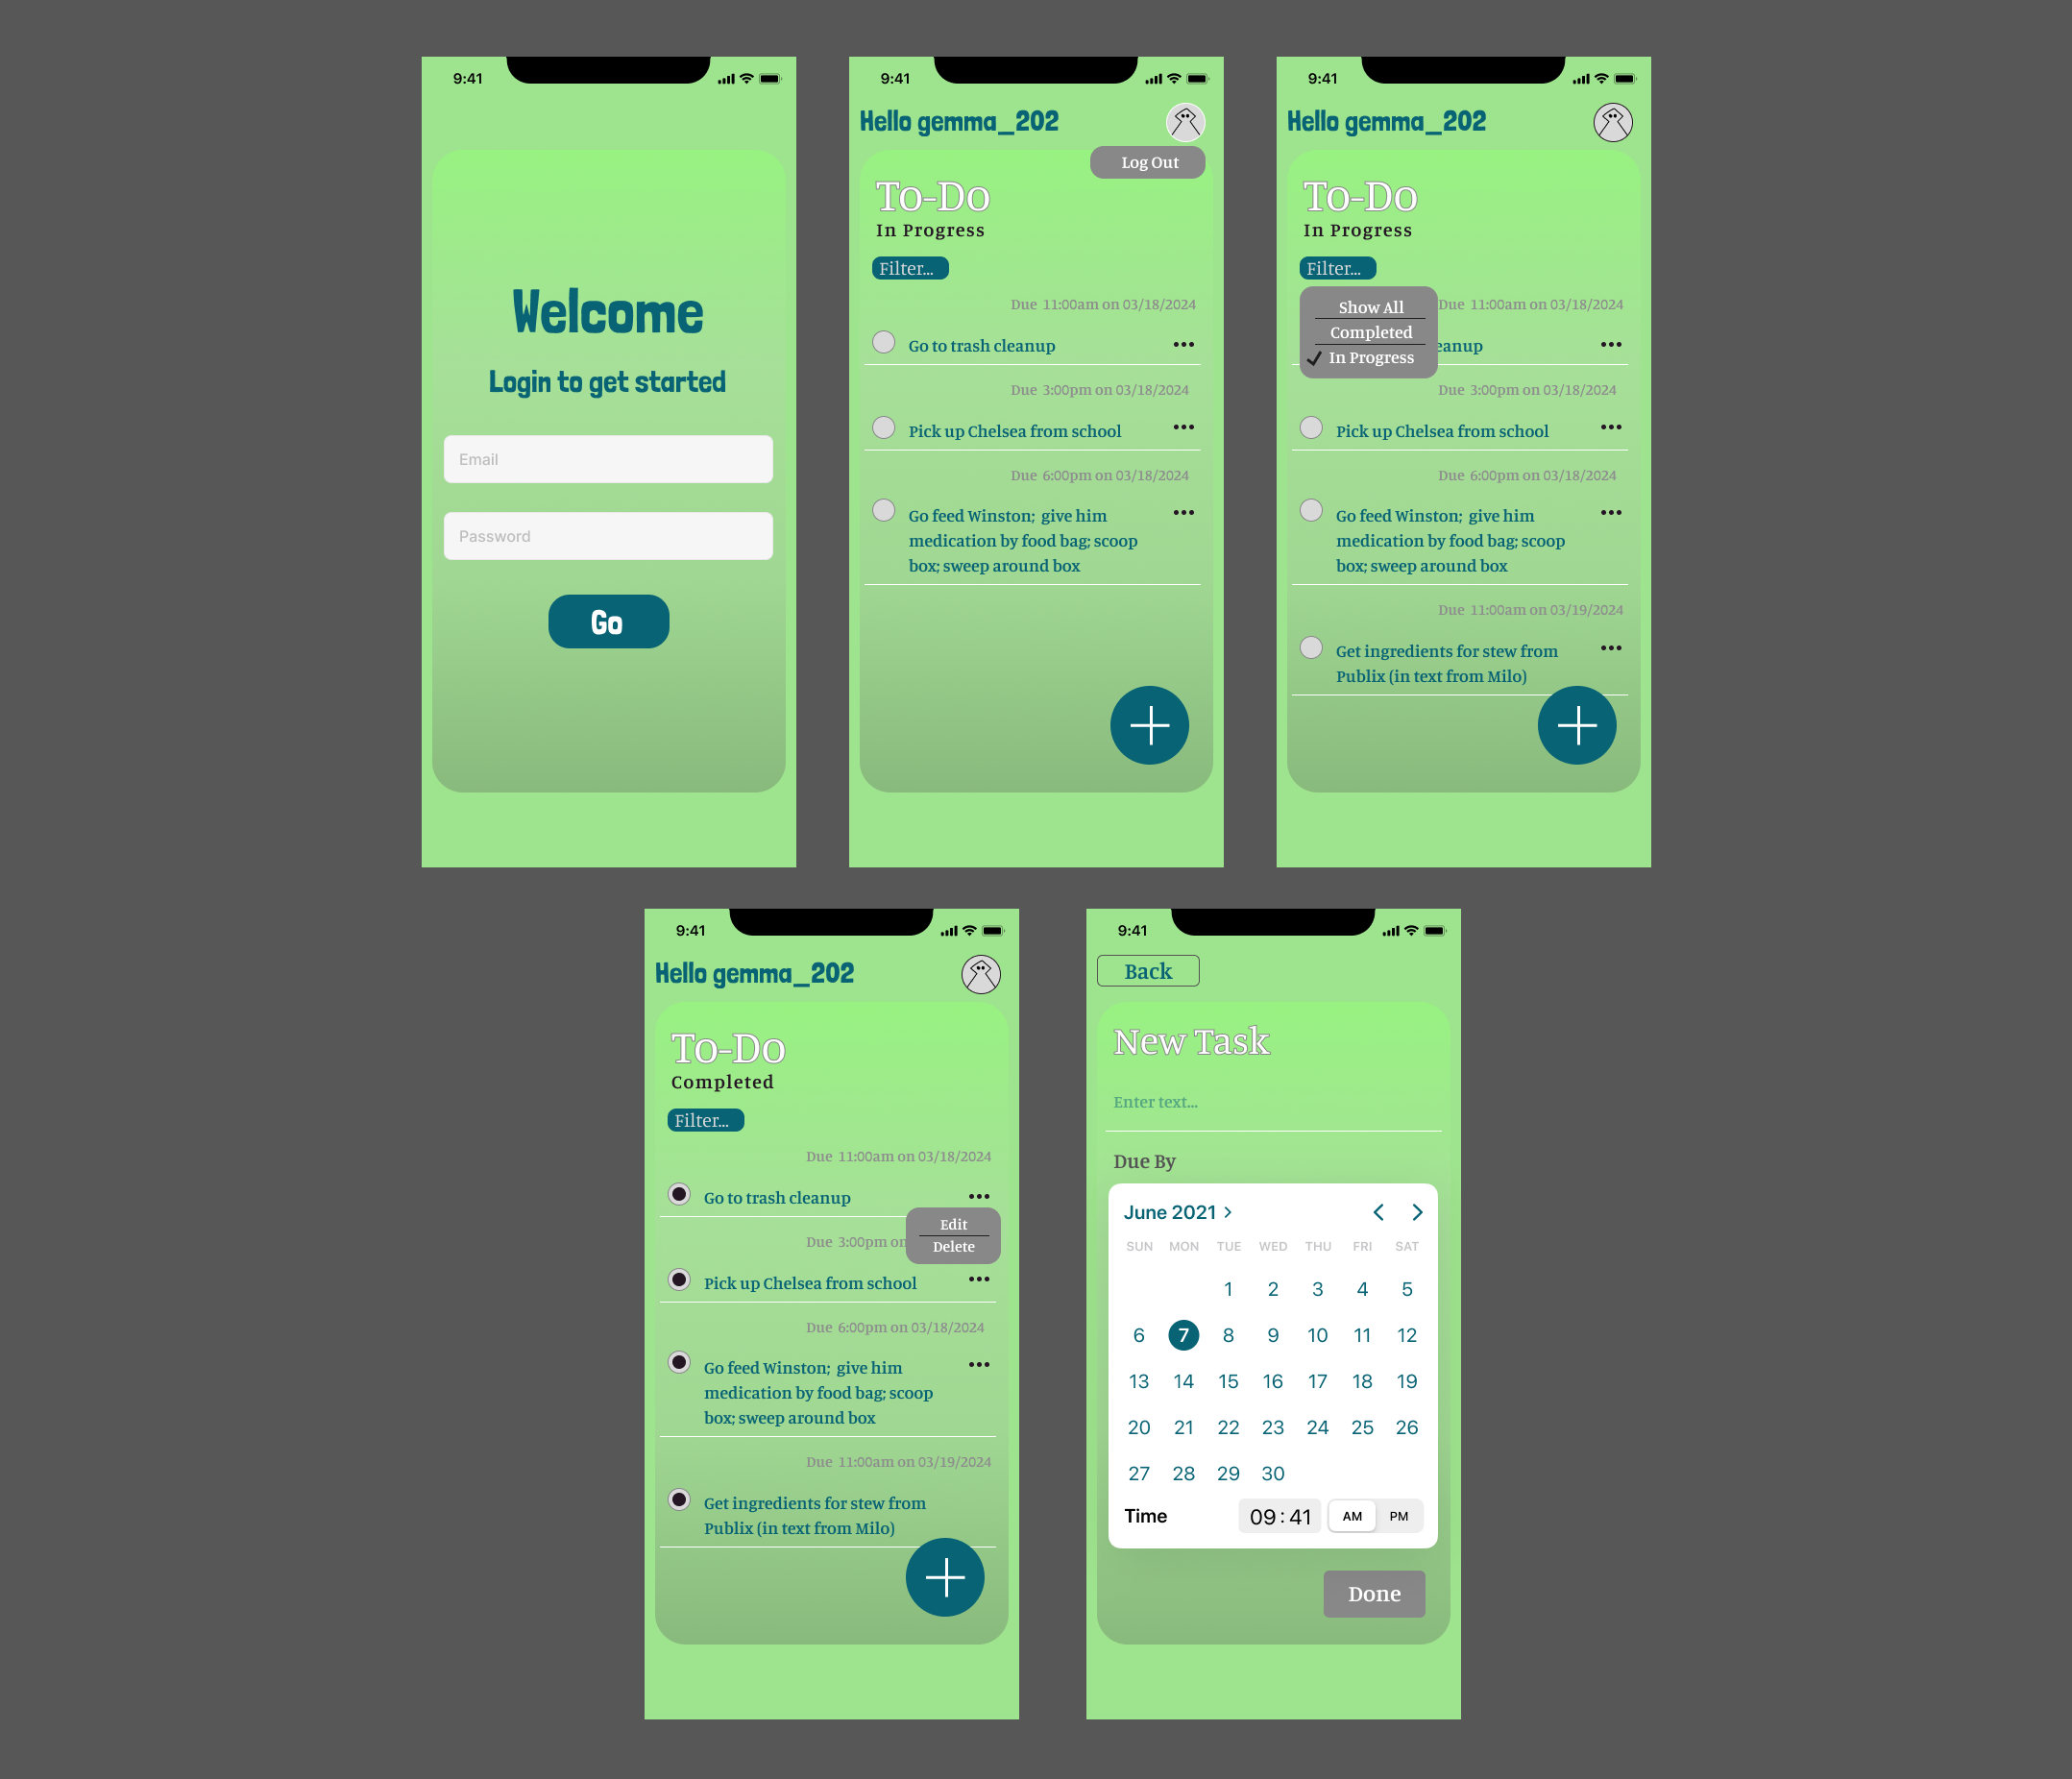 9:41
Welcome
Login to get started
Email
Password
Go
9:41
Hello gemma_202
Log Out
To-Do
In Progress
Filter...
Due 11:00am on 03/18/2024
Go to trash cleanup
Due 3:00pm on 03/18/2024
Pick up Chelsea from school
Due 6:00pm on 03/18/2024
Go feed Winston; give him
medication by food bag; scoop
box; sweep around box
9:41
Hello gemma_202
To-Do
In Progress
Filter...
Show All
Completed
In Progress
Due 11:00am on 03/18/2024
eanup
Due 3:00pm on 03/18/2024
Pick up Chelsea from school
Due 6:00pm on 03/18/2024
Go feed Winston; give him
medication by food bag; scoop
box; sweep around box
Due 11:00am on 03/19/2024
Get ingredients for stew from
Publix (in text from Milo)
9:41
Hello gemma_202
To-Do
Completed
Filter...
Due 11:00am on 03/18/2024
Go to trash cleanup
Edit
Delete
Due 3:00pm on
Pick up Chelsea from school
Due 6:00pm on 03/18/2024
Go feed Winston; give him
medication by food bag; scoop
box; sweep around box
Due 11:00am on 03/19/2024
Get ingredients for stew from
Publix (in text from Milo)
9:41
Back
New Task
Enter text...
Due By
June 2021
SUN MON TUE WED THU FRI SAT
1 2 3 4 5
6 7 8 9 10 11 12
13 14 15 16 17 18 19
20 21 22 23 24 25 26
27 28 29 30
Time 09:41 AM PM
Done